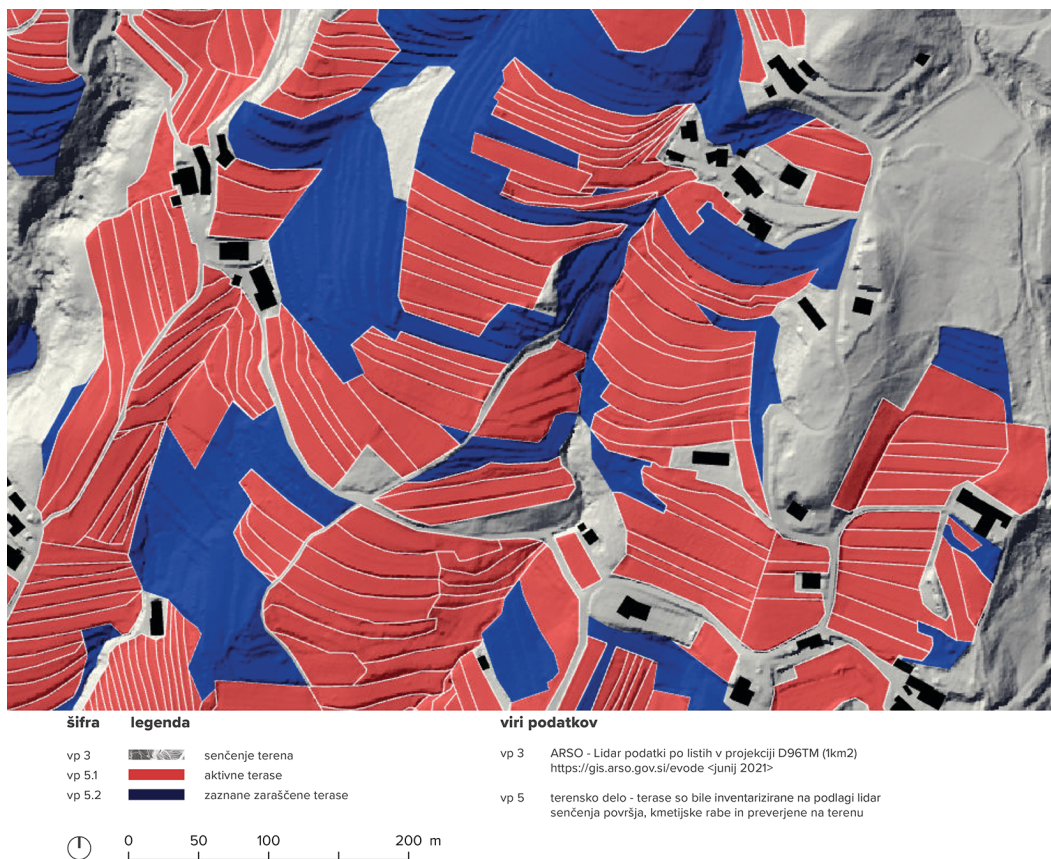 šifra legenda
vp 3 senčenje terena
vp 5.1 aktivne terase
vp 5.2 zaznane zaraščene terase
0 50 100 200 m
viri podatkov
vp 3 ARSO - Lidar podatki po listih v projekciji D96TM (1km2)
https://gis.arso.gov.si/evode <junij 2021>
vp 5 terensko delo - terase so bile inventarizirane na podlagi lidar
senčenja površja, kmetijske rabe in preverjene na terenu